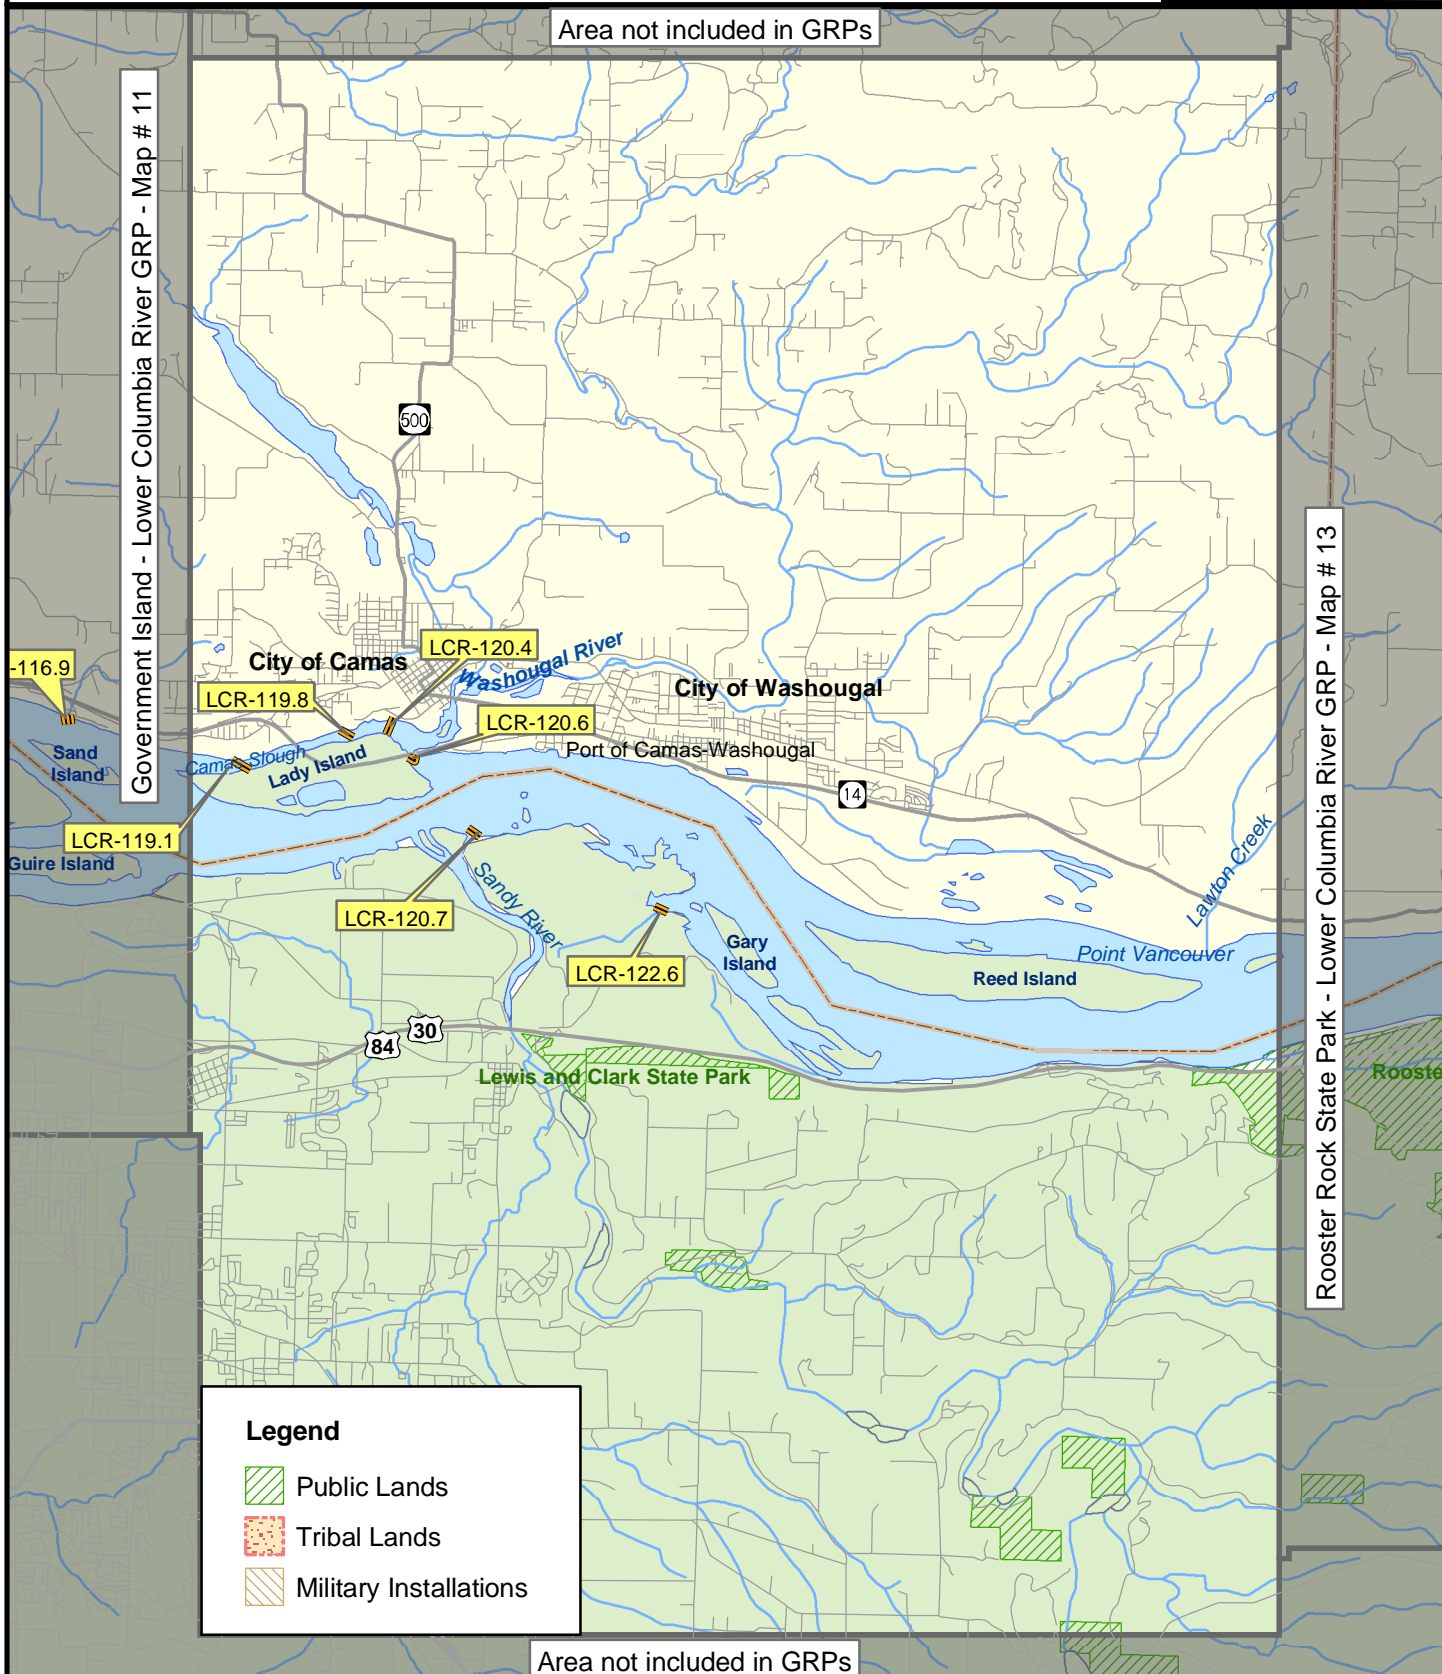 Area not included in GRPs
Government Island - Lower Columbia River GRP - Map # 11
500
City of Camas
LCR-120.4
Washougal River
-116.9
LCR-119.8
City of Washougal
LCR-120.6
Port of Camas-Washougal
Sand
Island
Camas Slough
Lady Island
14
LCR-119.1
Guire Island
Sandy River
LCR-120.7
Lawton Creek
LCR-122.6
Gary
Island
Point Vancouver
Reed Island
30
84
Lewis and Clark State Park
Rooste
Rooster Rock State Park - Lower Columbia River GRP - Map # 13
Legend
Public Lands
Tribal Lands
Military Installations
Area not included in GRPs